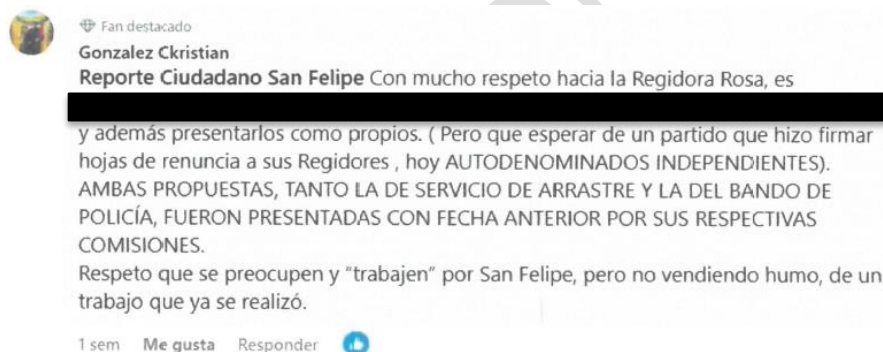 Fan destacado
Gonzalez Ckristian
Reporte Ciudadano San Felipe Con mucho respeto hacia la Regidora Rosa, es
y además presentarlos como propios. ( Pero que esperar de un partido que hizo firmar
hojas de renuncia a sus Regidores , hoy AUTODENOMINADOS INDEPENDIENTES).
AMBAS PROPUESTAS, TANTO LA DE SERVICIO DE ARRASTRE Y LA DEL BANDO DE
POLICÍA, FUERON PRESENTADAS CON FECHA ANTERIOR POR SUS RESPECTIVAS
COMISIONES.
Respeto que se preocupen y “trabajen” por San Felipe, pero no vendiendo humo, de un
trabajo que ya se realizó.
1 sem Me gusta Responder